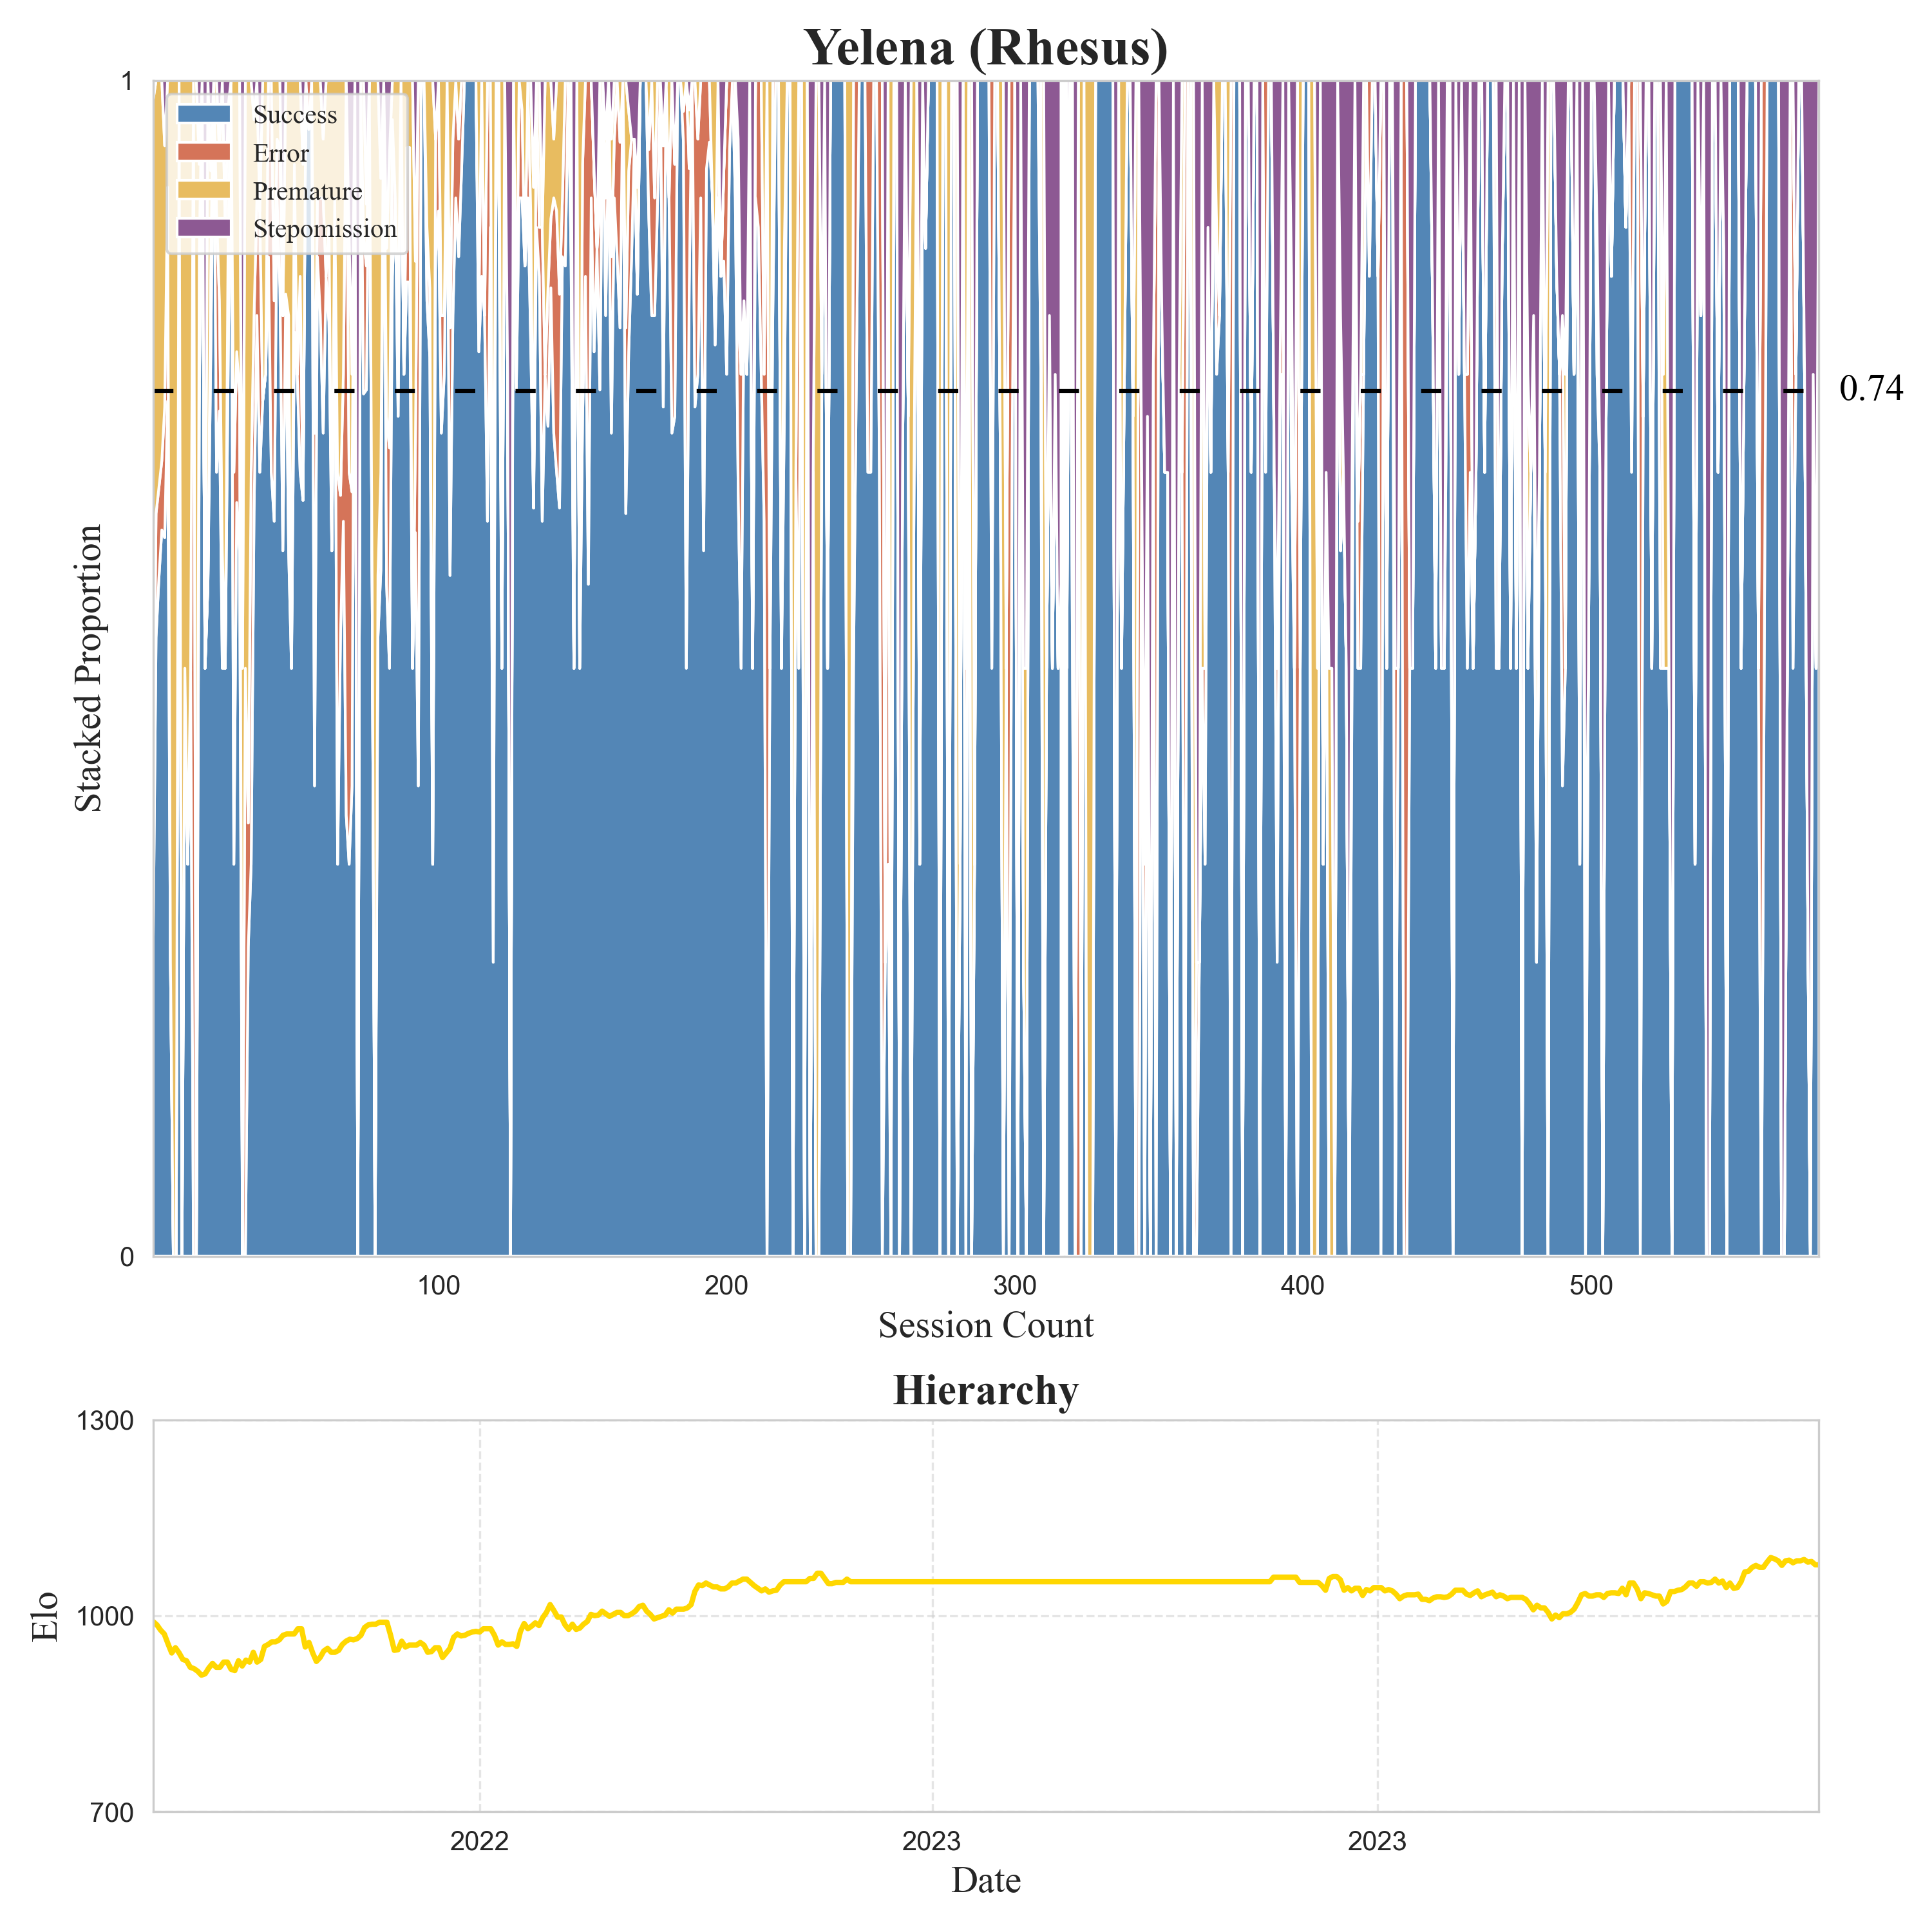 Yelena (Rhesus)
1
Success
Error
Premature
Stepomission
0.74
Stacked Proportion
0
100 200 300 400 500
Session Count
Hierarchy
1300
1000
700
Elo
2022 2023 2023
Date